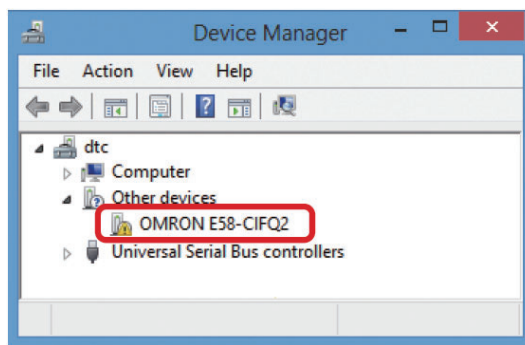 Device Manager
File Action View Help
dtc
Computer
Other devices
OMRON E58-CIFQ2
Universal Serial Bus controllers